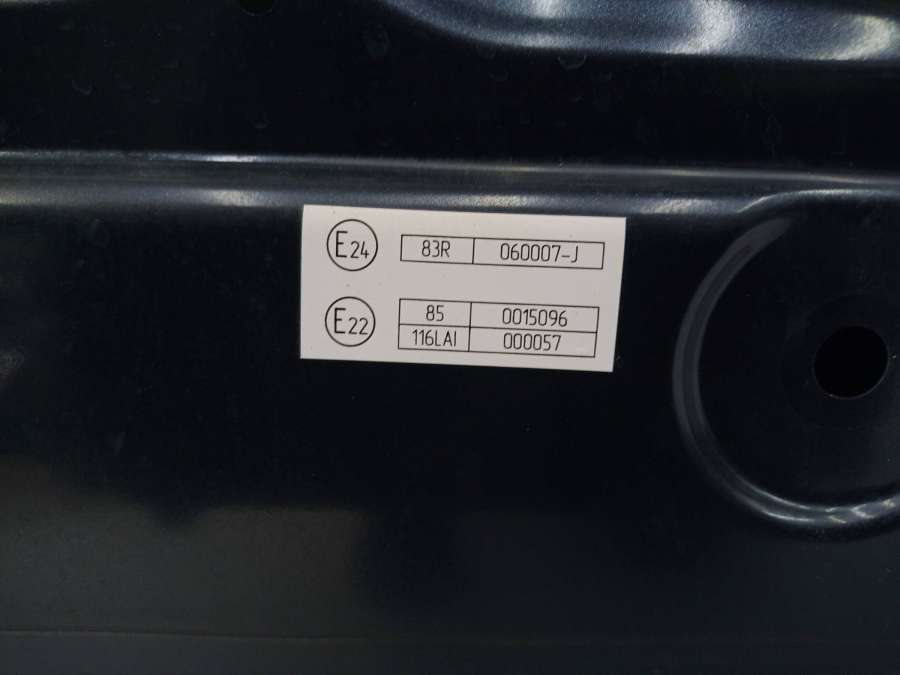 E24 83R 060007-J
E22 85 0015096
116LAI 000057